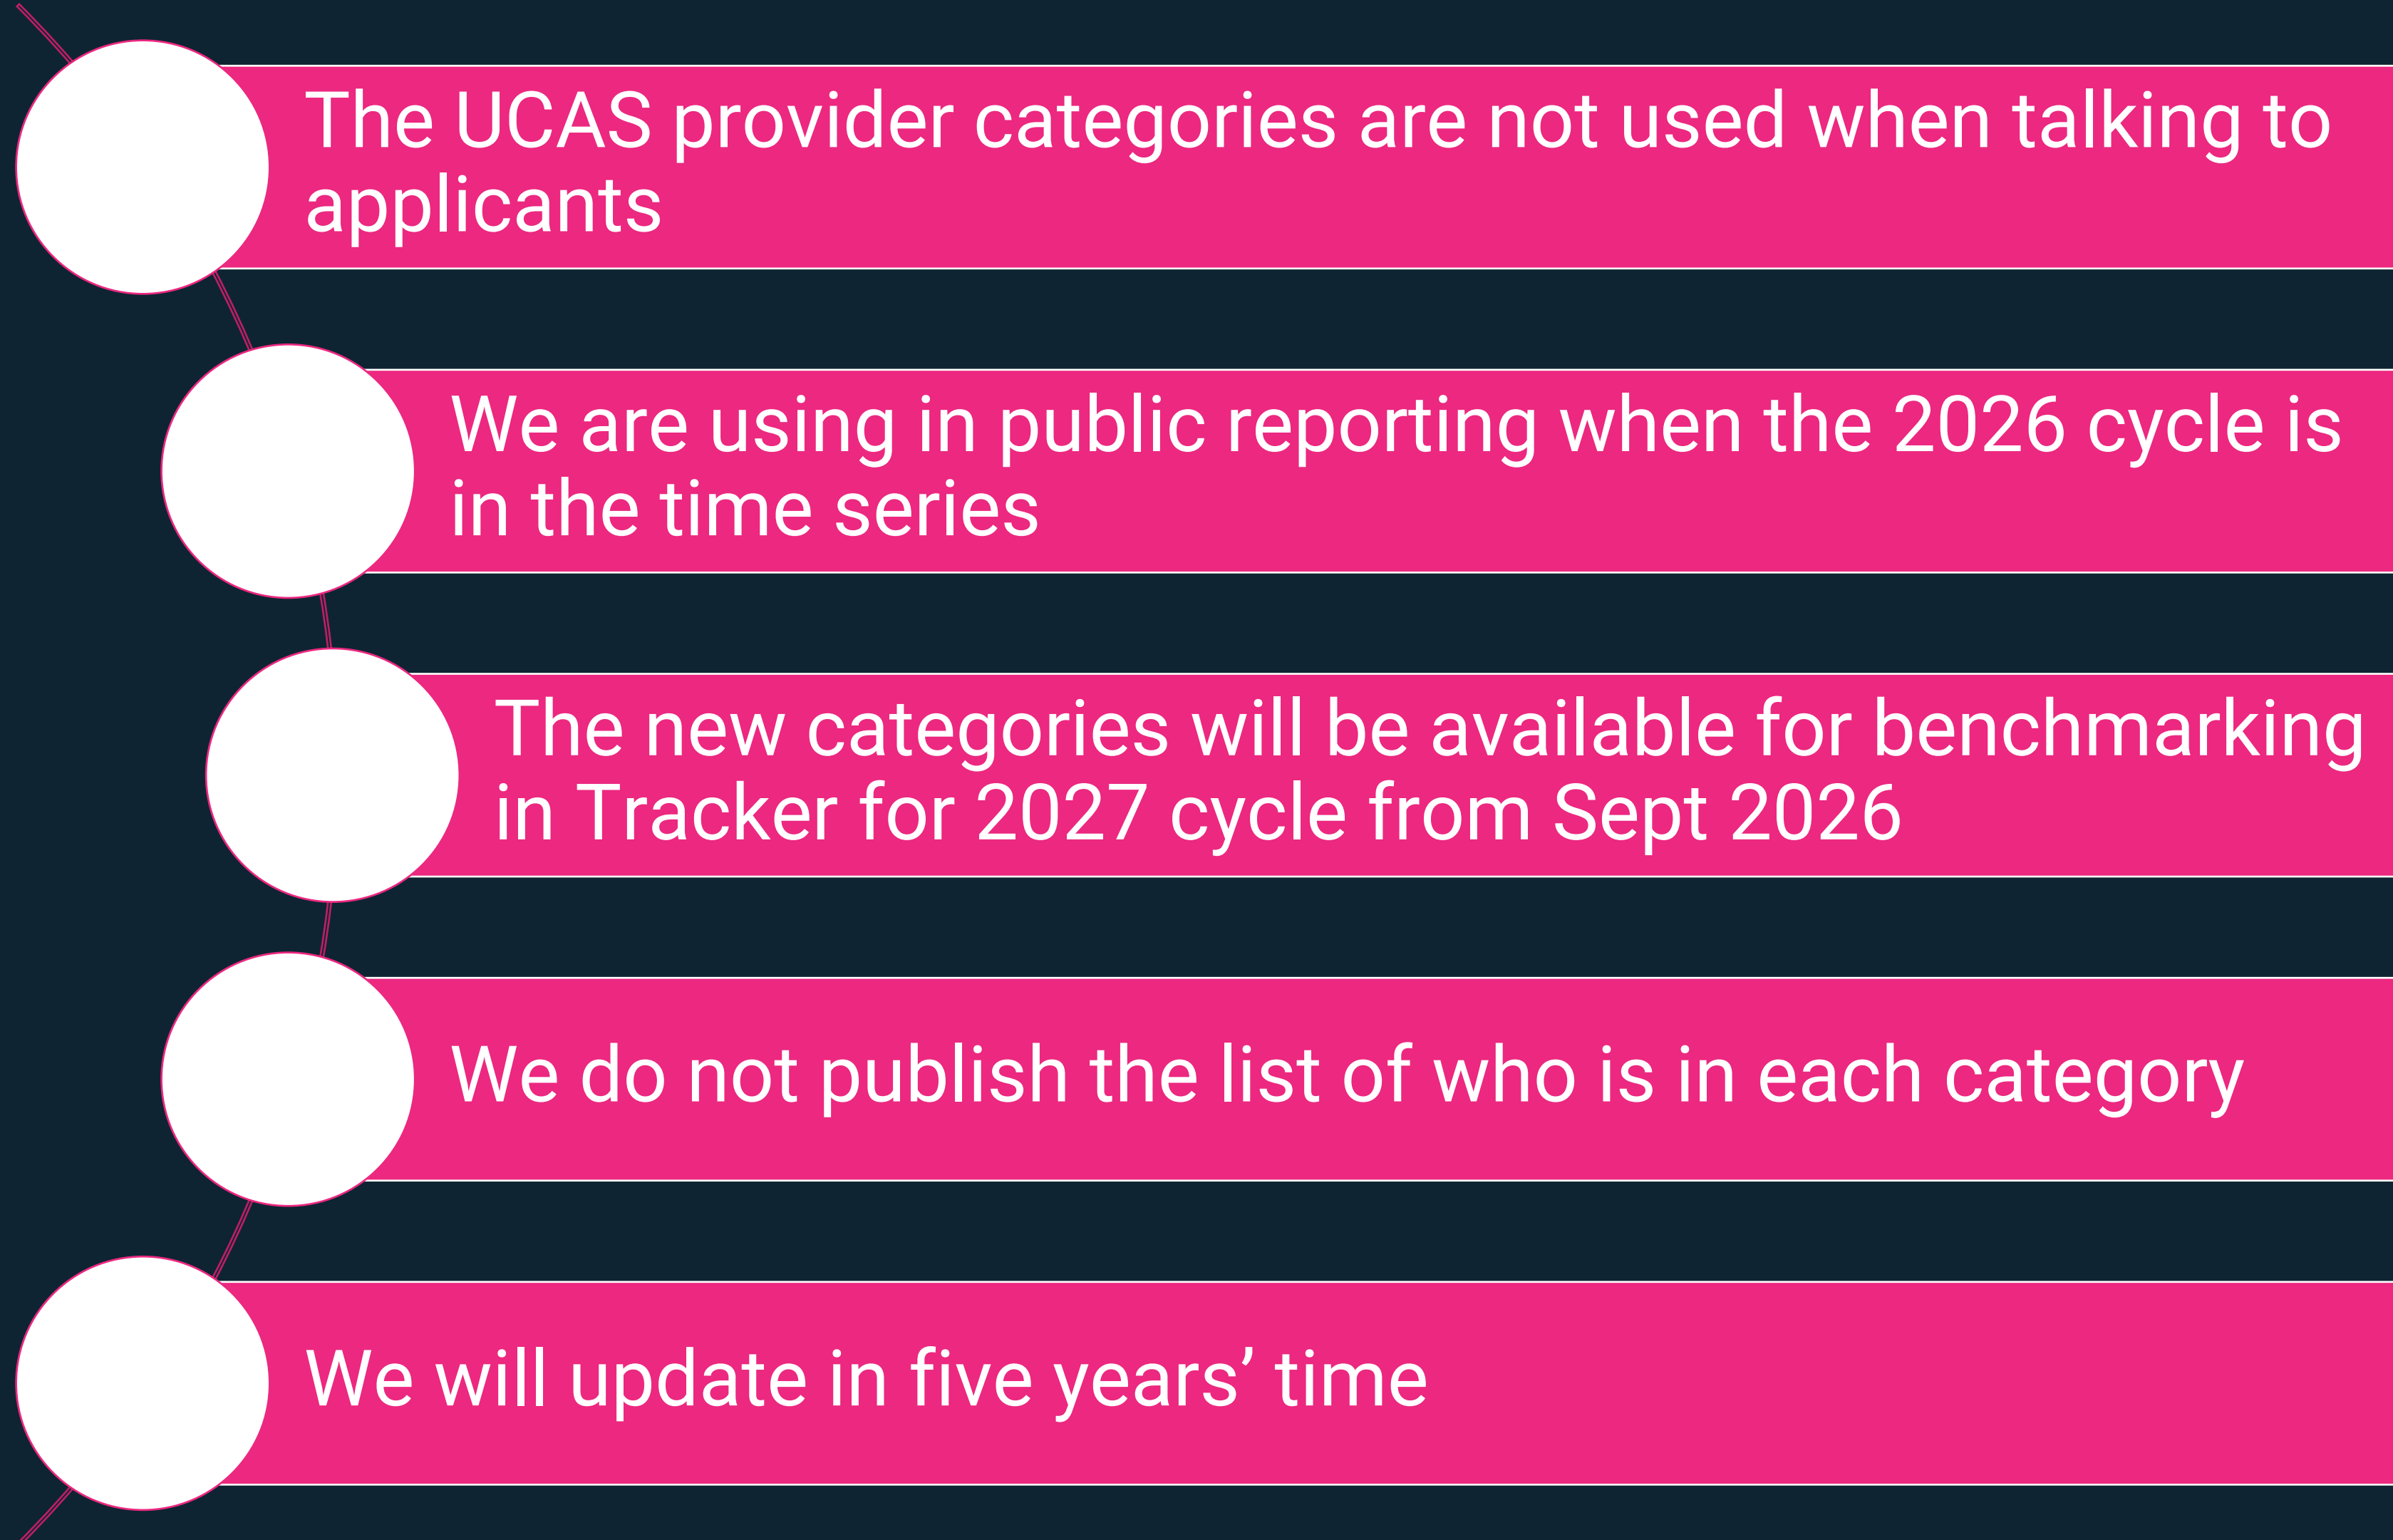 The UCAS provider categories are not used when talking to
applicants
We are using in public reporting when the 2026 cycle is
in the time series
The new categories will be available for benchmarking
in Tracker for 2027 cycle from Sept 2026
We do not publish the list of who is in each category
We will update in five years’ time